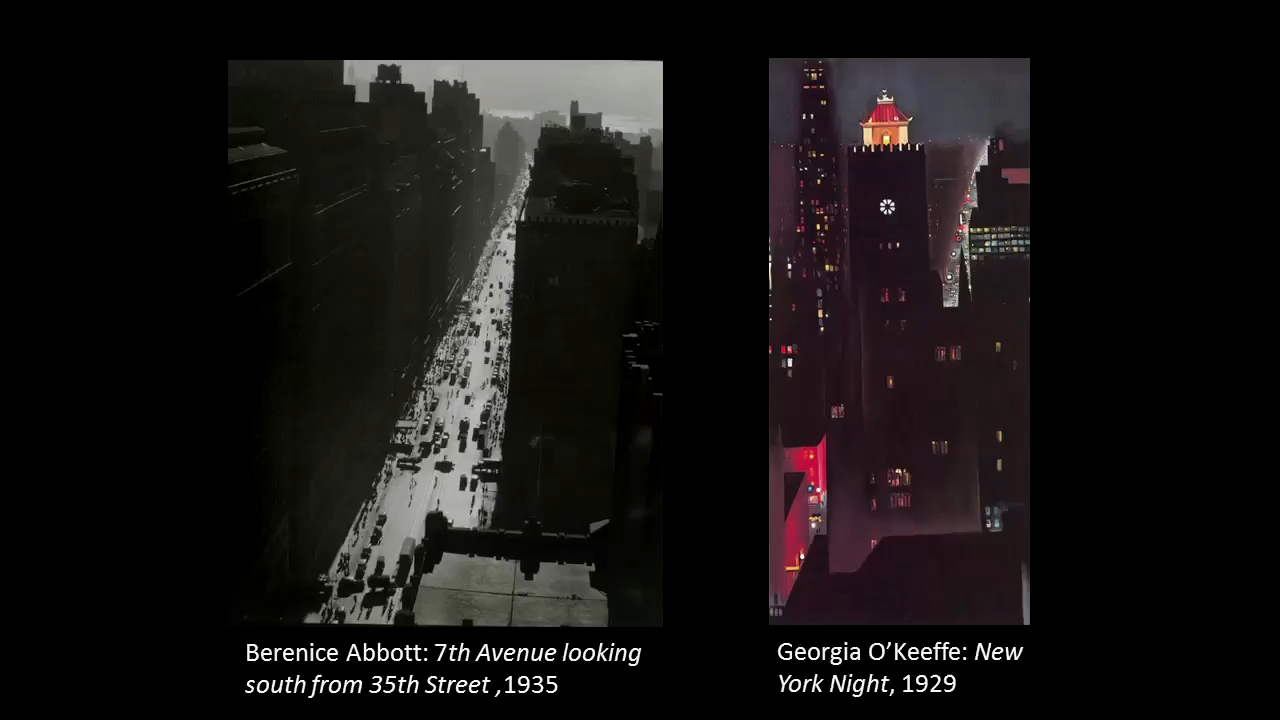 Berenice Abbott: 7th Avenue looking
south from 35th Street ,1935
Georgia O’Keeffe: New
York Night, 1929